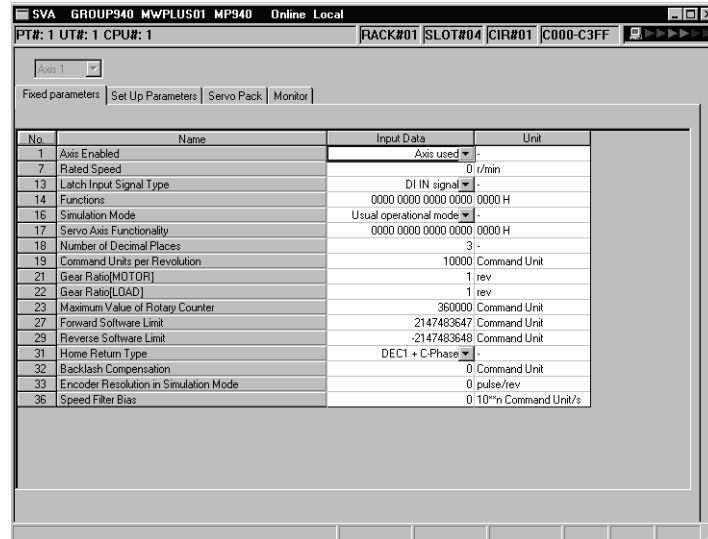 SVA GROUP940 MWPLUS01 MP940 Online Local
PT#: 1 UT#: 1 CPU#: 1 RACK#01 SLOT#04 CIR#01 C000-C3FF
Axis 1
Fixed parameters Set Up Parameters Servo Pack Monitor
No. Name Input Data Unit
1 Axis Enabled Axis used -
7 Rated Speed 0 r/min
13 Latch Input Signal Type DI IN signal -
14 Functions 0000 0000 0000 0000 0000 H
16 Simulation Mode Usual operational mode -
17 Servo Axis Functionality 0000 0000 0000 0000 0000 H
18 Number of Decimal Places 3 -
19 Command Units per Revolution 10000 Command Unit
21 Gear Ratio[MOTOR] 1 rev
22 Gear Ratio[LOAD] 1 rev
23 Maximum Value of Rotary Counter 360000 Command Unit
27 Forward Software Limit 2147483647 Command Unit
29 Reverse Software Limit -2147483648 Command Unit
31 Home Return Type DEC1 + C-Phase -
32 Backlash Compensation 0 Command Unit
33 Encoder Resolution in Simulation Mode 0 pulse/rev
36 Speed Filter Bias 0 10**n Command Unit/s